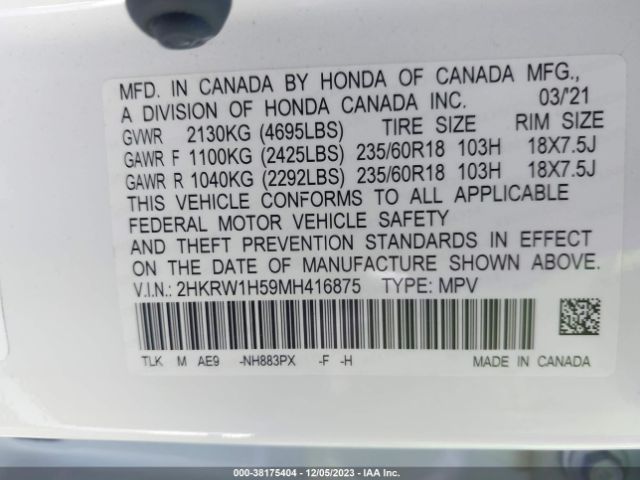 MFD. IN CANADA BY HONDA OF CANADA MFG.,
A DIVISION OF HONDA CANADA INC. 03/'21
GVWR 2130KG (4695LBS) TIRE SIZE RIM SIZE
GAWR F 1100KG (2425LBS) 235/60R18 103H 18X7.5J
GAWR R 1040KG (2292LBS) 235/60R18 103H 18X7.5J
THIS VEHICLE CONFORMS TO ALL APPLICABLE
FEDERAL MOTOR VEHICLE SAFETY
AND THEFT PREVENTION STANDARDS IN EFFECT
ON THE DATE OF MANUFACTURE SHOWN ABOVE.
V.I.N.: 2HKRW1H59MH416875 TYPE: MPV
TLK M AE9 -NH883PX -F -H MADE IN CANADA
000-38175404 - 12/05/2023 - IAA Inc.